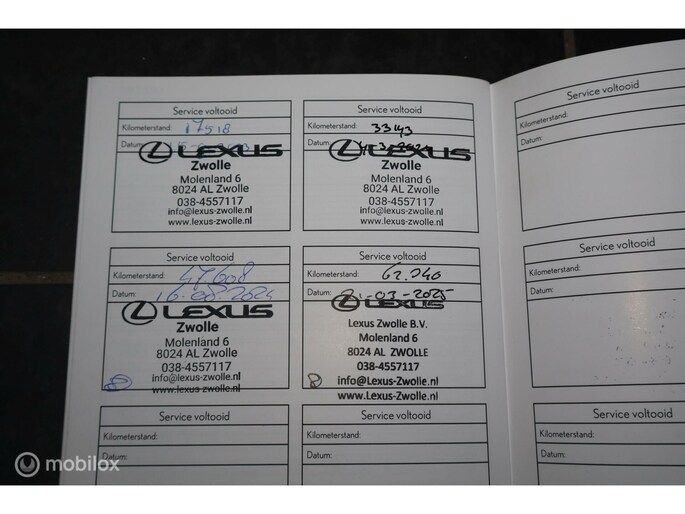 Service voltooid
Kilometerstand: 17518
Datum:
LEXUS
Zwolle
Molenland 6
8024 AL Zwolle
038-4557117
info@lexus-zwolle.nl
www.lexus-zwolle.nl
Service voltooid
Kilometerstand: 33143
Datum:
LEXUS
Zwolle
Molenland 6
8024 AL Zwolle
038-4557117
info@lexus-zwolle.nl
www.lexus-zwolle.nl
Service voltooid
Kilometerstand: 47608
Datum: 16-08-2024
LEXUS
Zwolle
Molenland 6
8024 AL Zwolle
038-4557117
info@lexus-zwolle.nl
www.lexus-zwolle.nl
Service voltooid
Kilometerstand: 62.340
Datum:
LEXUS
Lexus Zwolle B.V.
Molenland 6
8024 AL ZWOLLE
038-4557117
info@Lexus-Zwolle.nl
www.Lexus-Zwolle.nl
Service voltooid
Kilometerstand:
Datum:
Service voltooid
Kilometerstand:
Datum:
Service voltooid
Kilometerstand:
Datum:
Service voltooid
Kilometerstand:
Datum:
Service voltooid
Kilometerstand:
Datum:
mobilox